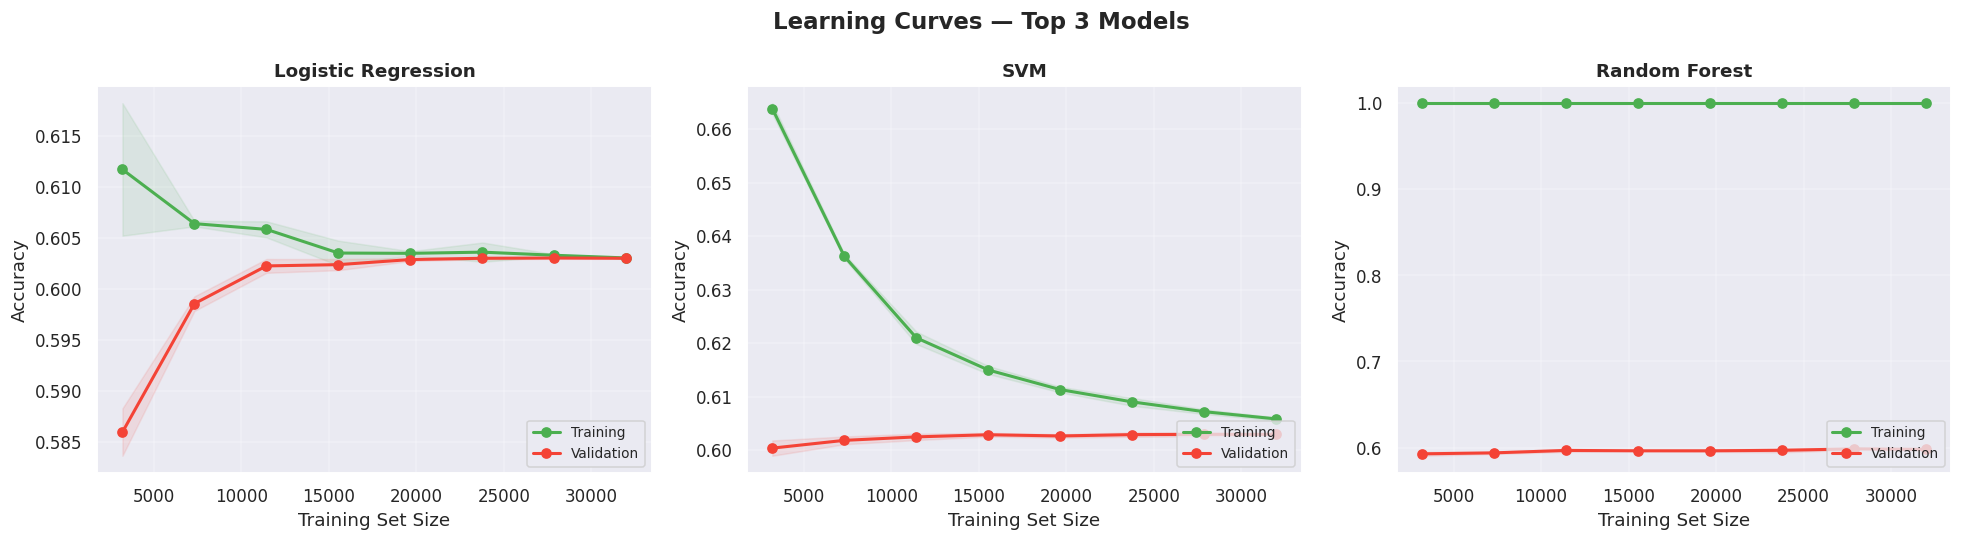 Learning Curves — Top 3 Models
Logistic Regression
Accuracy
0.615
0.610
0.605
0.600
0.595
0.590
0.585
Training
Validation
5000 10000 15000 20000 25000 30000
Training Set Size
SVM
Accuracy
0.66
0.65
0.64
0.63
0.62
0.61
0.60
Training
Validation
5000 10000 15000 20000 25000 30000
Training Set Size
Random Forest
Accuracy
1.0
0.9
0.8
0.7
0.6
Training
Validation
5000 10000 15000 20000 25000 30000
Training Set Size